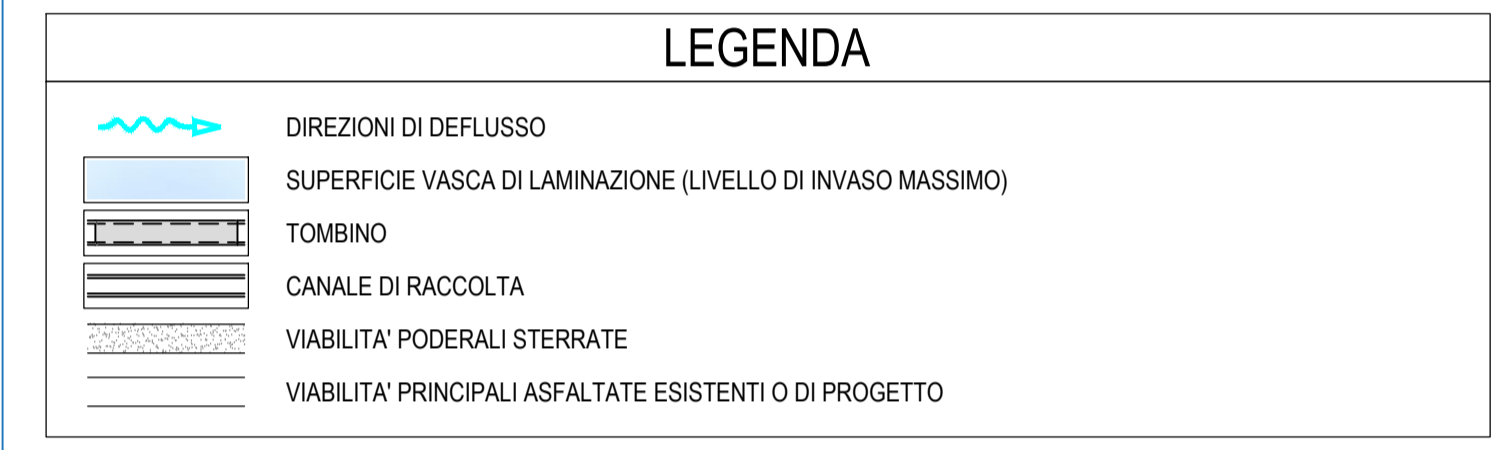 LEGENDA
DIREZIONI DI DEFLUSSO
SUPERFICIE VASCA DI LAMINAZIONE (LIVELLO DI INVASO MASSIMO)
TOMBINO
CANALE DI RACCOLTA
VIABILITA' PODERALI STERRATE
VIABILITA' PRINCIPALI ASFALTATE ESISTENTI O DI PROGETTO